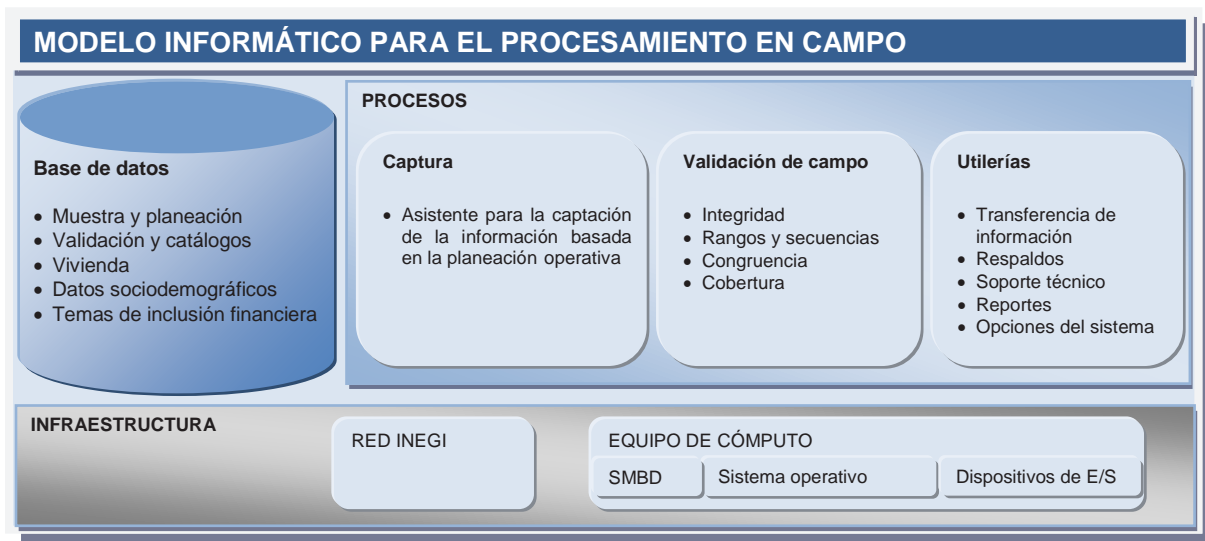 MODELO INFORMÁTICO PARA EL PROCESAMIENTO EN CAMPO
Base de datos
• Muestra y planeación
• Validación y catálogos
• Vivienda
• Datos sociodemográficos
• Temas de inclusión financiera
PROCESOS
Captura
• Asistente para la captación
de la información basada
en la planeación operativa
Validación de campo
• Integridad
• Rangos y secuencias
• Congruencia
• Cobertura
Utilerías
• Transferencia de
información
• Respaldos
• Soporte técnico
• Reportes
• Opciones del sistema
INFRAESTRUCTURA
RED INEGI
EQUIPO DE CÓMPUTO
SMBD
Sistema operativo
Dispositivos de E/S